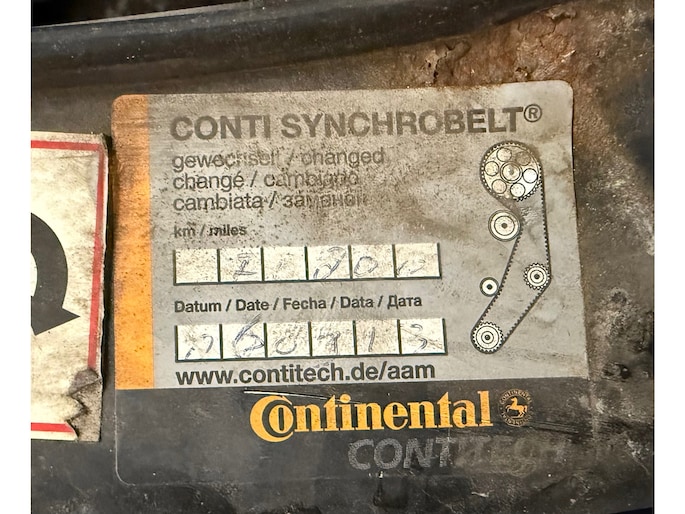 CONTI SYNCHROBELT®
gewechselt / changed
changé / cambiano
cambiata / заменён
km / miles
Datum / Date / Fecha / Data / Дата
www.contitech.de/aam
Continental
CONTITECH